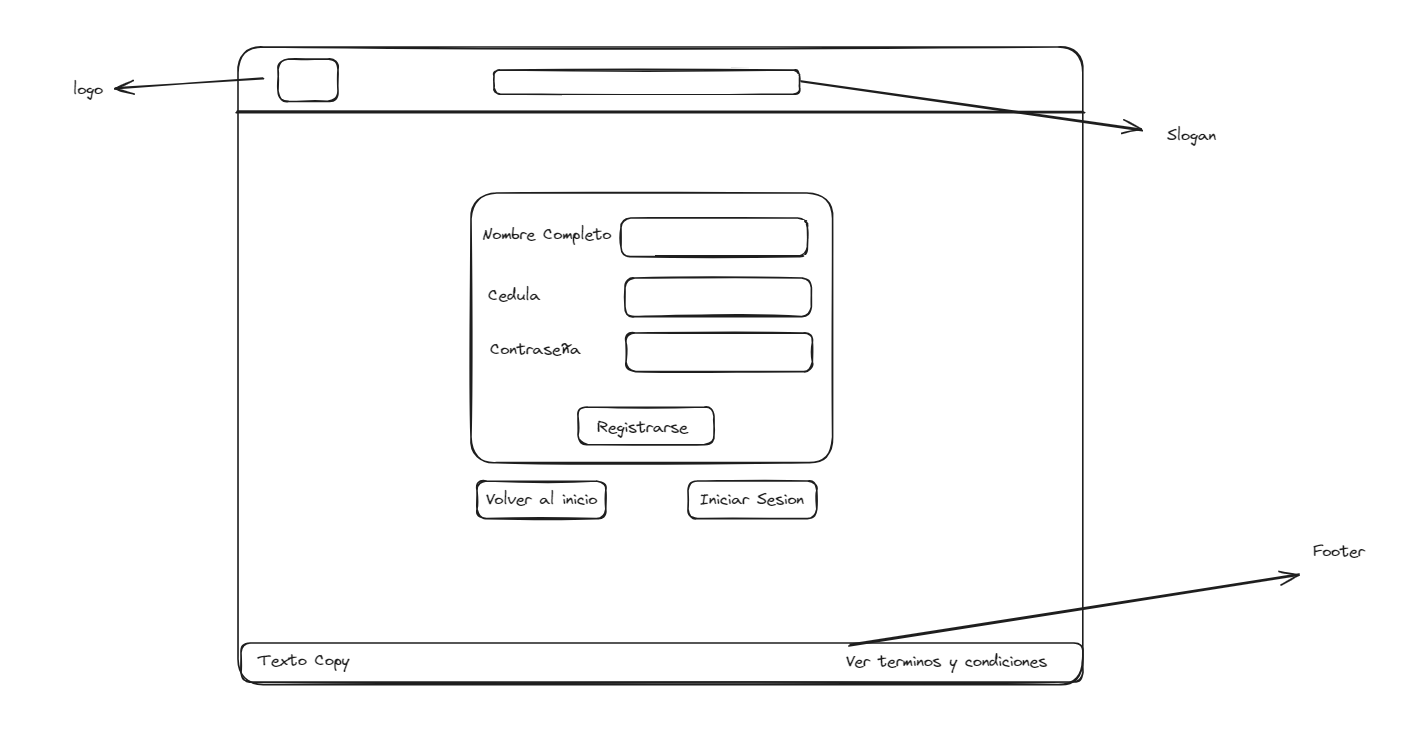 logo
Slogan
Nombre Completo
Cedula
Contraseña
Registrarse
Volver al inicio
Iniciar Sesion
Footer
Texto Copy
Ver terminos y condiciones